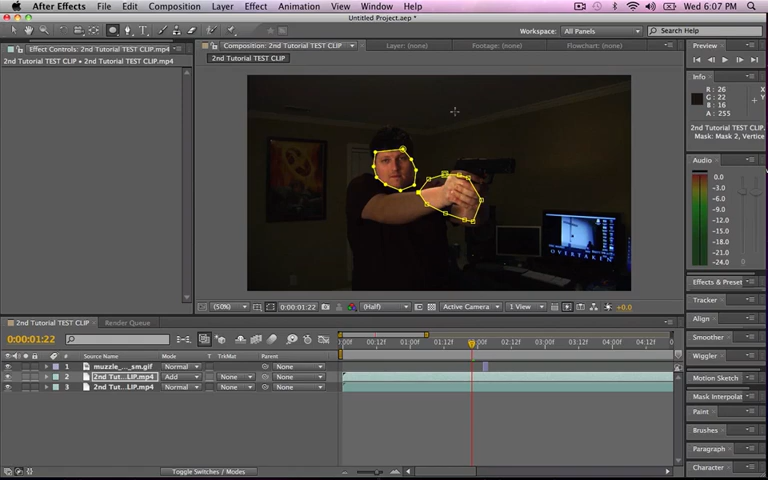 After Effects File Edit Composition Layer Effect Animation View Window Help Wed 6:07 PM
Untitled Project.aep *
Workspace: All Panels Search Help
Effect Controls: 2nd Tutorial TEST CLIP.mp4
Composition: 2nd Tutorial TEST CLIP Layer: (none) Footage: (none) Flowchart: (none)
2nd Tutorial TEST CLIP • 2nd Tutorial TEST CLIP.mp4
2nd Tutorial TEST CLIP
Preview
Info
R: 26
G: 22
B: 16
A: 255
X
Y
2nd Tutorial TEST CLIP
Mask: Mask 2, Vertice
Audio
0.0
-3.0
-6.0
-9.0
-12.0
-15.0
-18.0
-21.0
-24.0
0
OVERTAKEN
Effects & Preset
Tracker
Align
Smoother
Wiggler
Motion Sketch
Mask Interpolat
Paint
Brushes
Paragraph
Character
(50%) 0:00:01:22 (Half) Active Camera 1 View +0.0
2nd Tutorial TEST CLIP Render Queue
0:00:01:22
:00f 00:12f 01:00f 01:12f 02:00f 02:12f 03:00f 03:12f 04:00f 04:12f
# Source Name Mode T TrkMat Parent
1 muzzle_..._sm.gif Normal None
2 2nd Tut...LIP.mp4 Add None None
3 2nd Tut...LIP.mp4 Normal None None
Toggle Switches / Modes